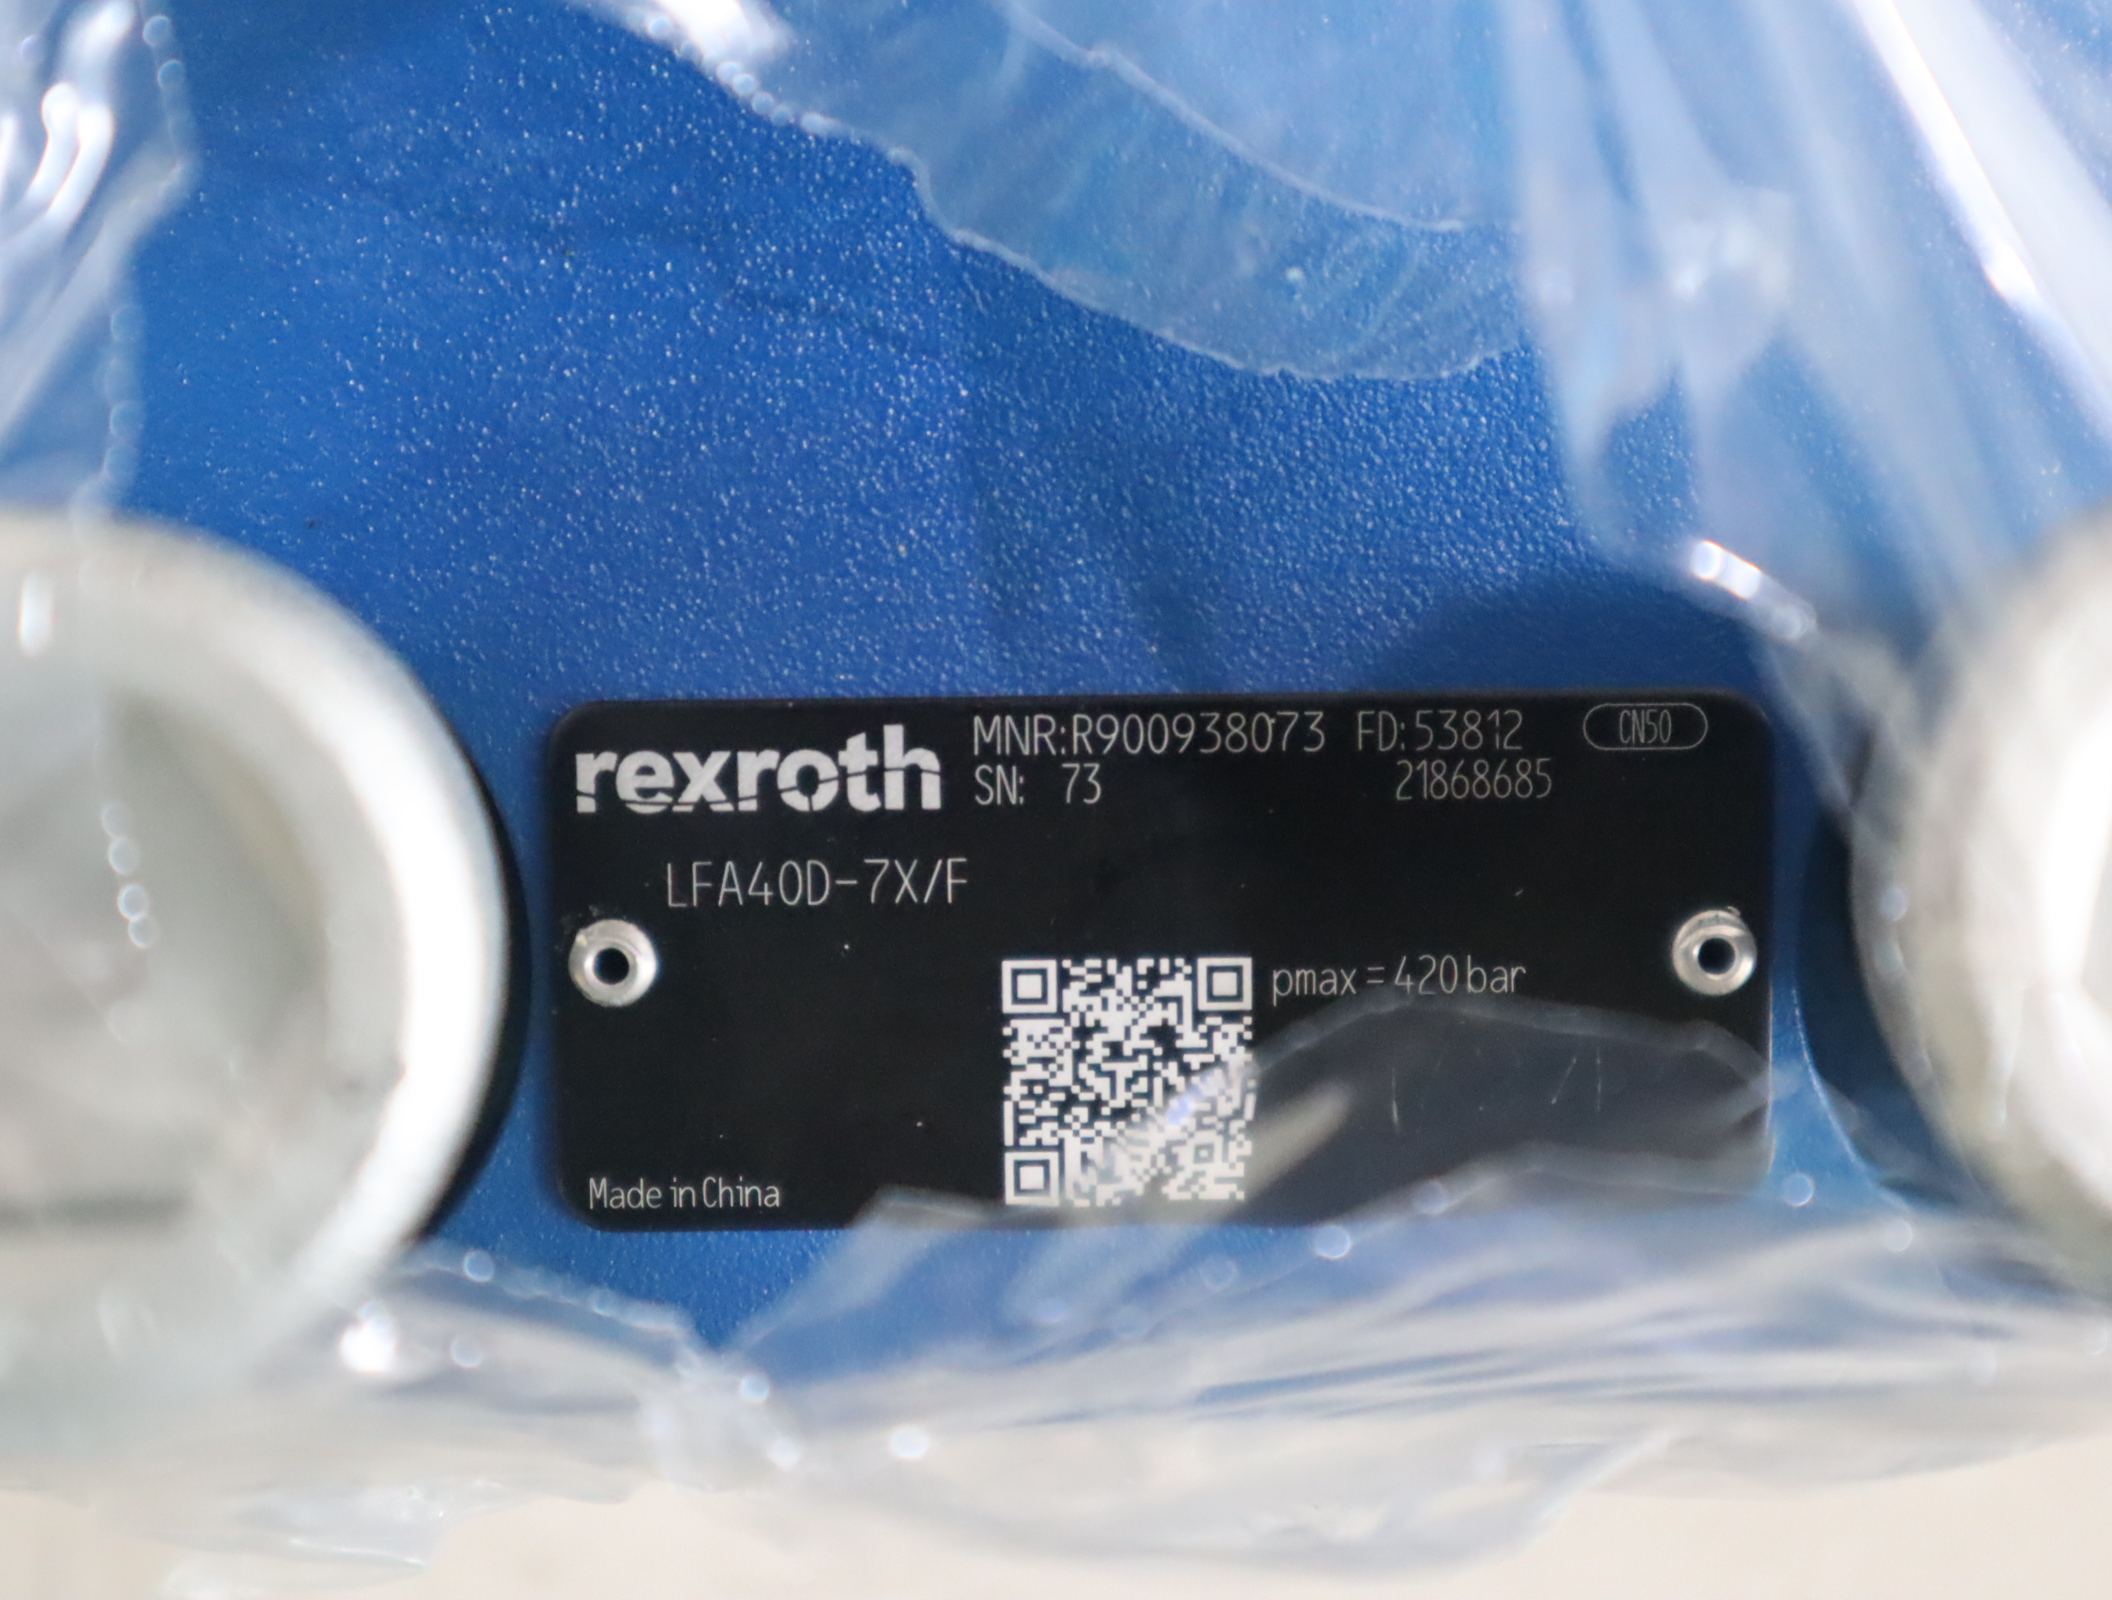 rexroth
MNR:R900938073 FD:53812 CN50
SN: 73 21868685
LFA40D-7X/F
pmax = 420 bar
Made in China